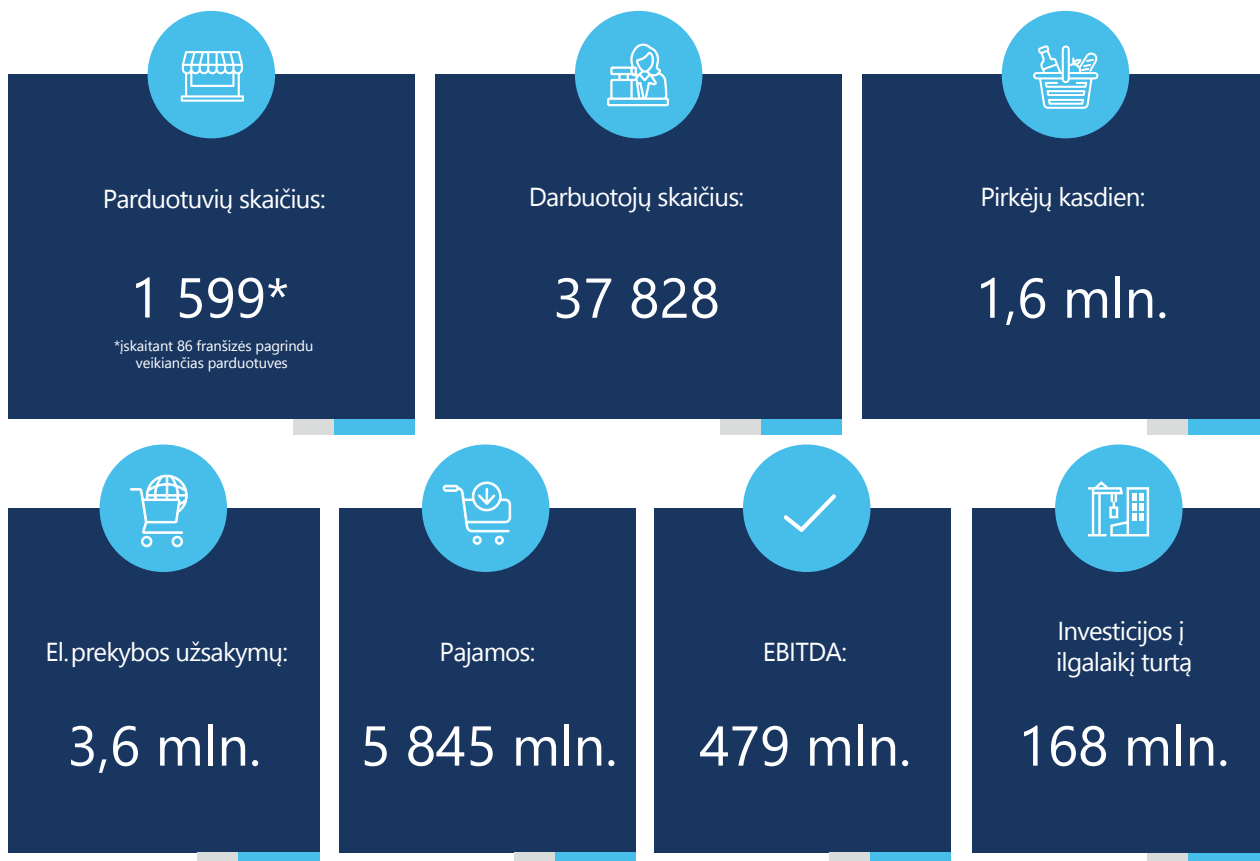 Parduotuvių skaičius:
1 599*
*įskaitant 86 franšizės pagrindu
veikiančias parduotuves
Darbuotojų skaičius:
37 828
Pirkėjų kasdien:
1,6 mln.
El.prekybos užsakymų:
3,6 mln.
Pajamos:
5 845 mln.
EBITDA:
479 mln.
Investicijos į
ilgalaikį turtą
168 mln.